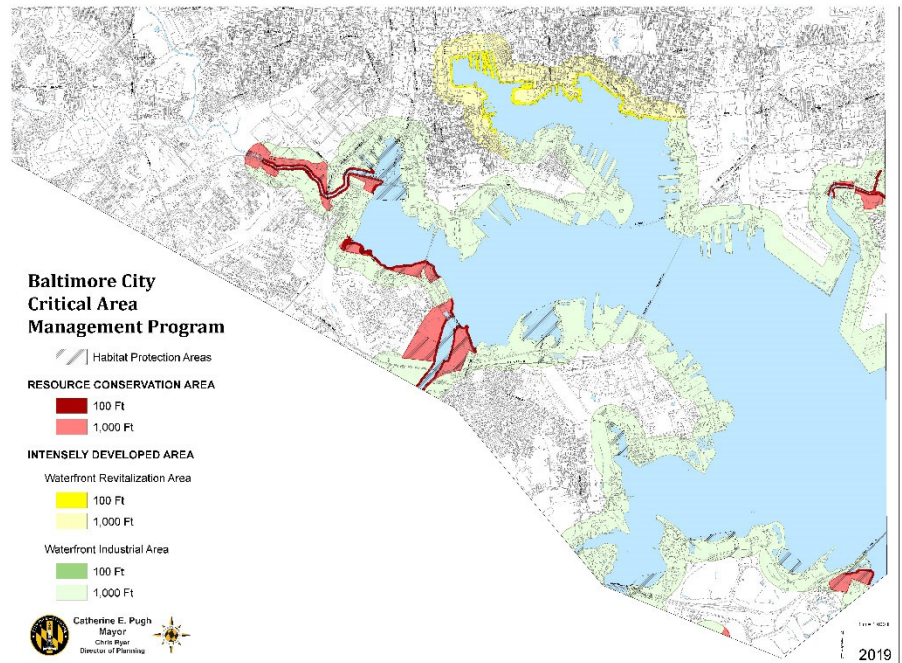 Baltimore City
Critical Area
Management Program
Habitat Protection Areas
RESOURCE CONSERVATION AREA
100 Ft
1,000 Ft
INTENSELY DEVELOPED AREA
Waterfront Revitalization Area
100 Ft
1,000 Ft
Waterfront Industrial Area
100 Ft
1,000 Ft
Catherine E. Pugh
Mayor
Chris Ryer
Director of Planning
2019